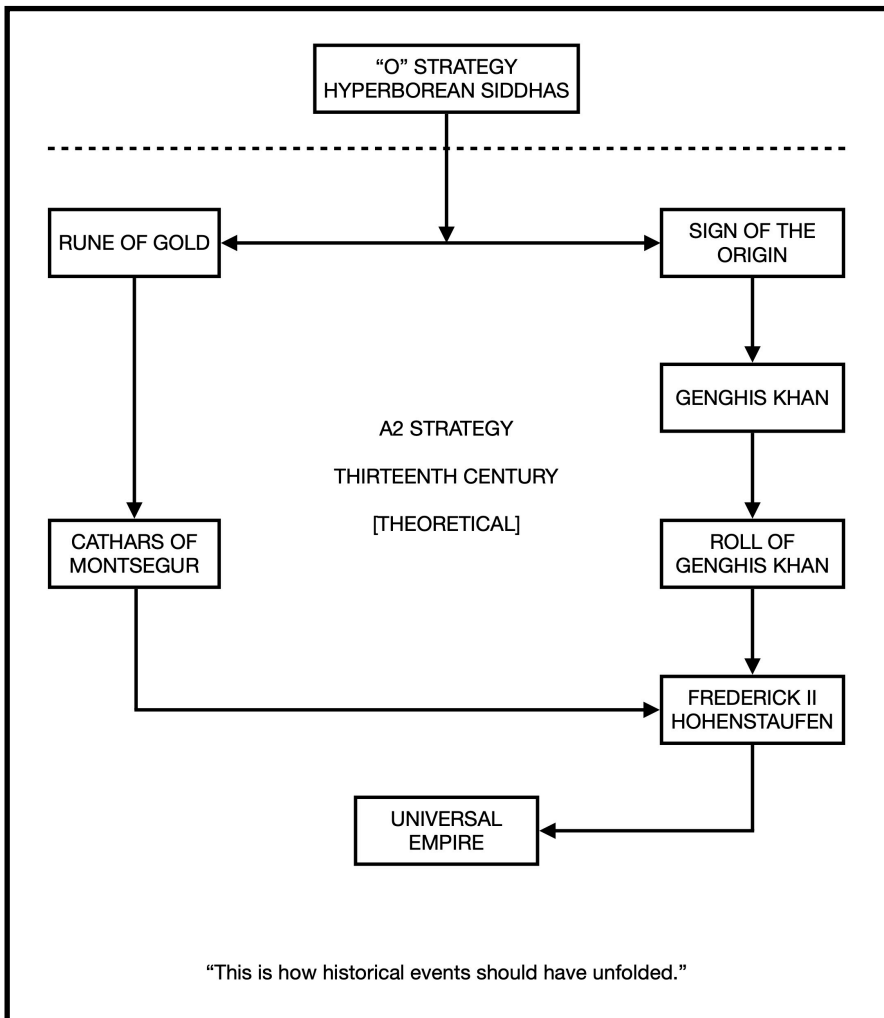 “O” STRATEGY
HYPERBOREAN SIDDHAS
RUNE OF GOLD
SIGN OF THE
ORIGIN
GENGHIS KHAN
A2 STRATEGY
THIRTEENTH CENTURY
[THEORETICAL]
CATHARS OF
MONTSEGUR
ROLL OF
GENGHIS KHAN
FREDERICK II
HOHENSTAUFEN
UNIVERSAL
EMPIRE
“This is how historical events should have unfolded.”